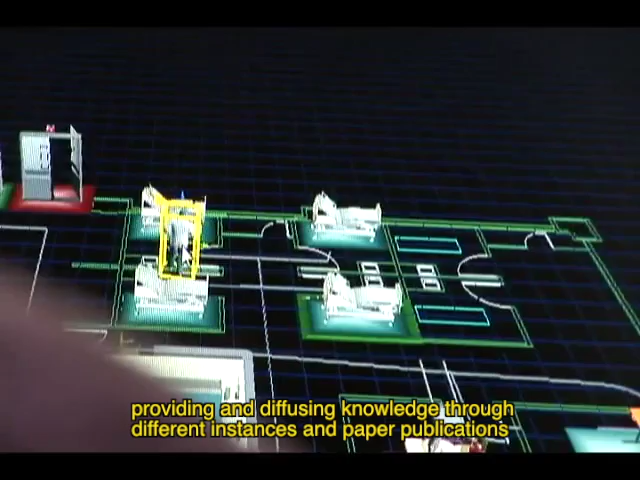 providing and diffusing knowledge through
different instances and paper publications